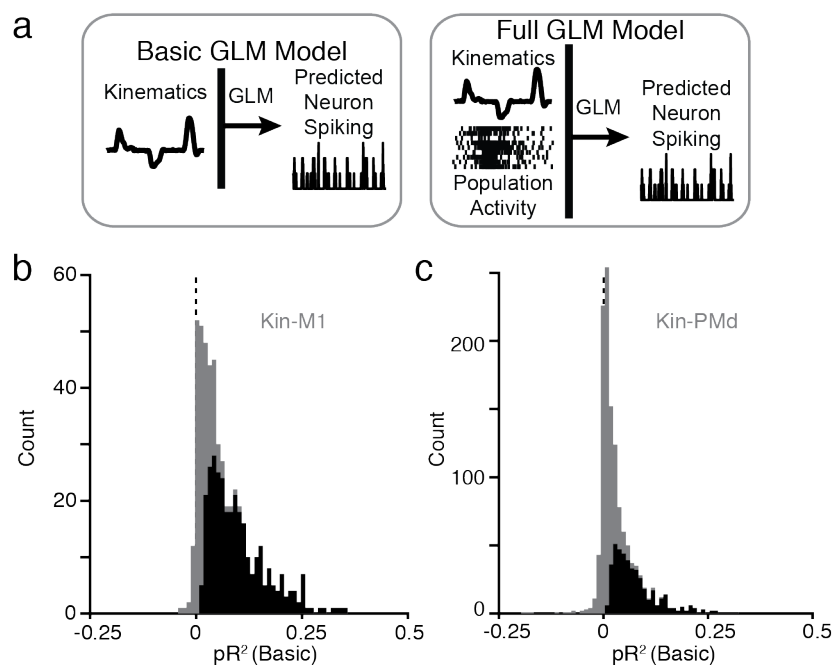 a
Basic GLM Model
Kinematics
GLM
Predicted
Neuron
Spiking
Full GLM Model
Kinematics
Population
Activity
GLM
Predicted
Neuron
Spiking
b
60
40
20
0
Count
Kin-M1
-0.25
0
0.25
0.5
pR² (Basic)
c
200
100
0
Count
Kin-PMd
-0.25
0
0.25
0.5
pR² (Basic)